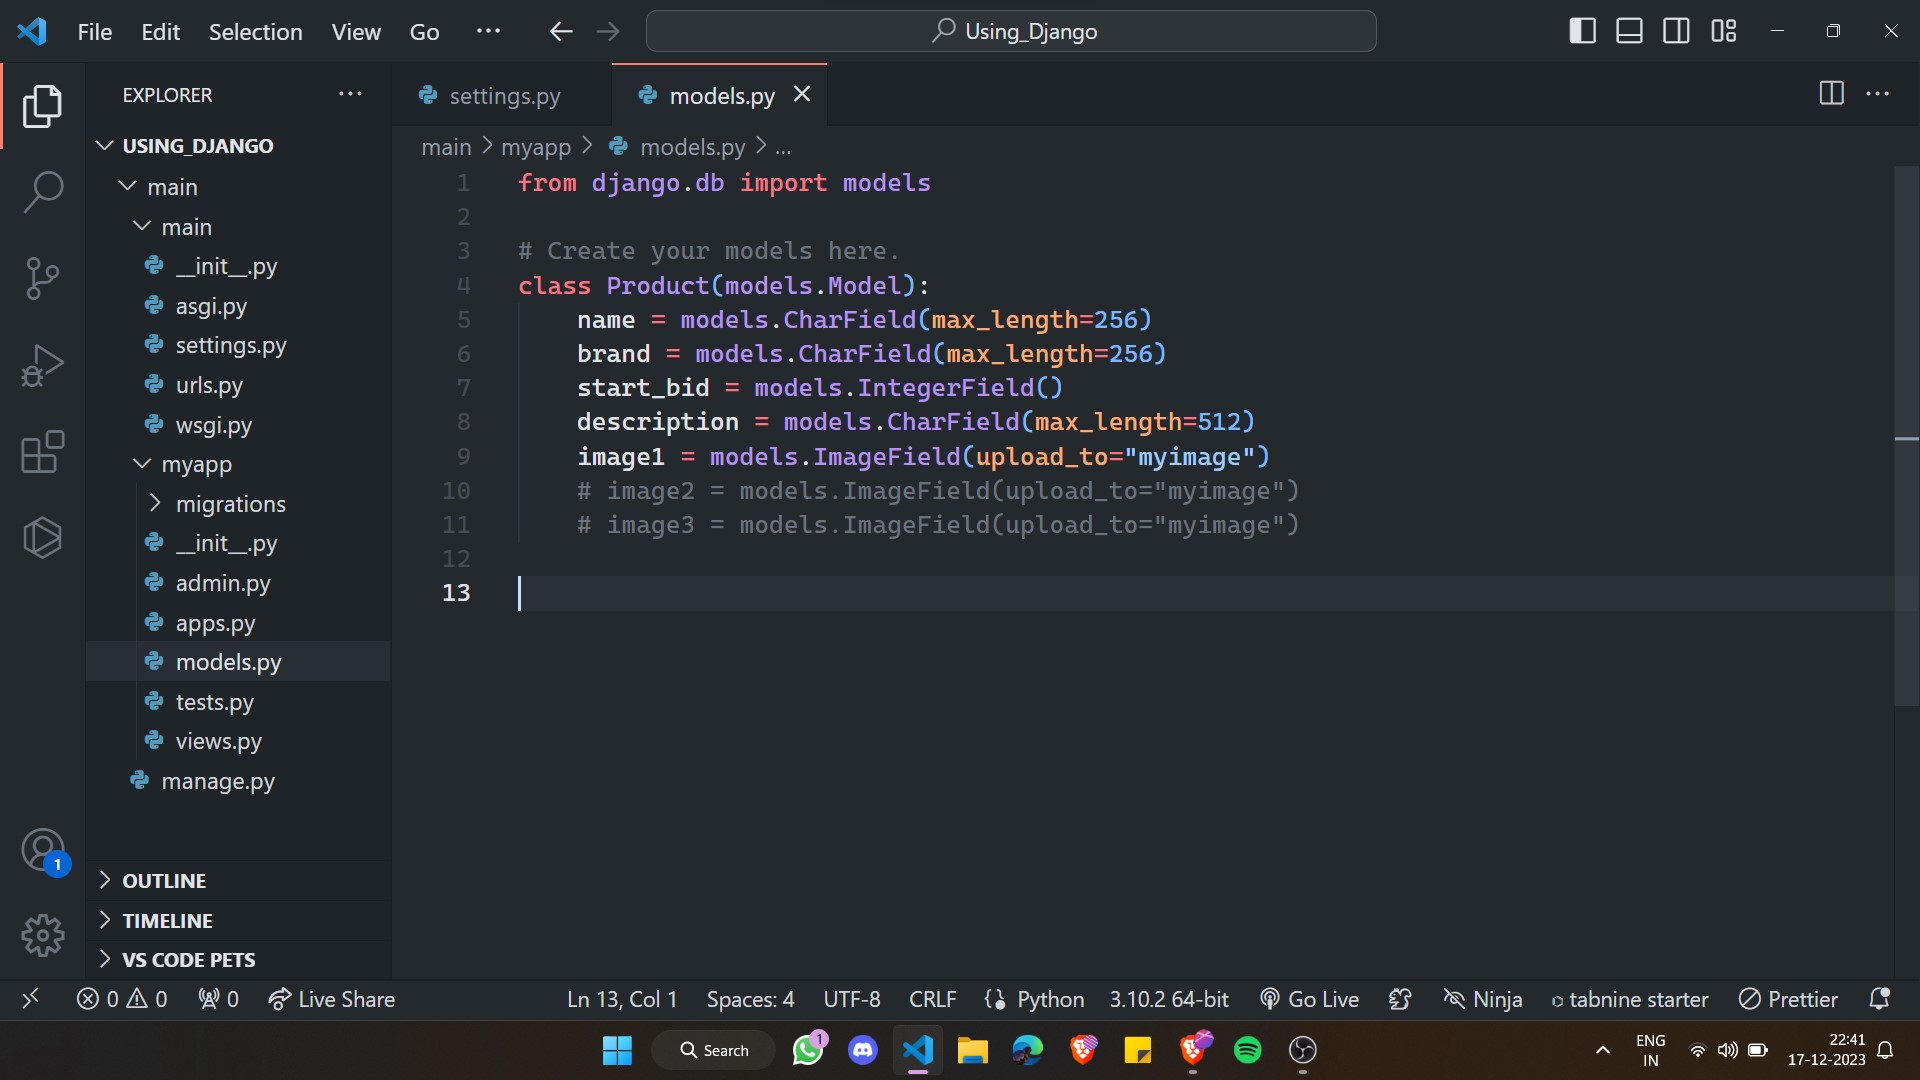 File Edit Selection View Go ··· Using_Django
EXPLORER ···
settings.py models.py
USING_DJANGO
main > myapp > models.py > ...
main
main
__init__.py
asgi.py
settings.py
urls.py
wsgi.py
myapp
migrations
__init__.py
admin.py
apps.py
models.py
tests.py
views.py
manage.py
OUTLINE
TIMELINE
VS CODE PETS
1 from django.db import models
2
3 # Create your models here.
4 class Product(models.Model):
5     name = models.CharField(max_length=256)
6     brand = models.CharField(max_length=256)
7     start_bid = models.IntegerField()
8     description = models.CharField(max_length=512)
9     image1 = models.ImageField(upload_to="myimage")
10     # image2 = models.ImageField(upload_to="myimage")
11     # image3 = models.ImageField(upload_to="myimage")
12
13
1
0 0 0 Live Share Ln 13, Col 1 Spaces: 4 UTF-8 CRLF Python 3.10.2 64-bit Go Live Ninja tabnine starter Prettier
Search 1 ENG IN 22:41
17-12-2023